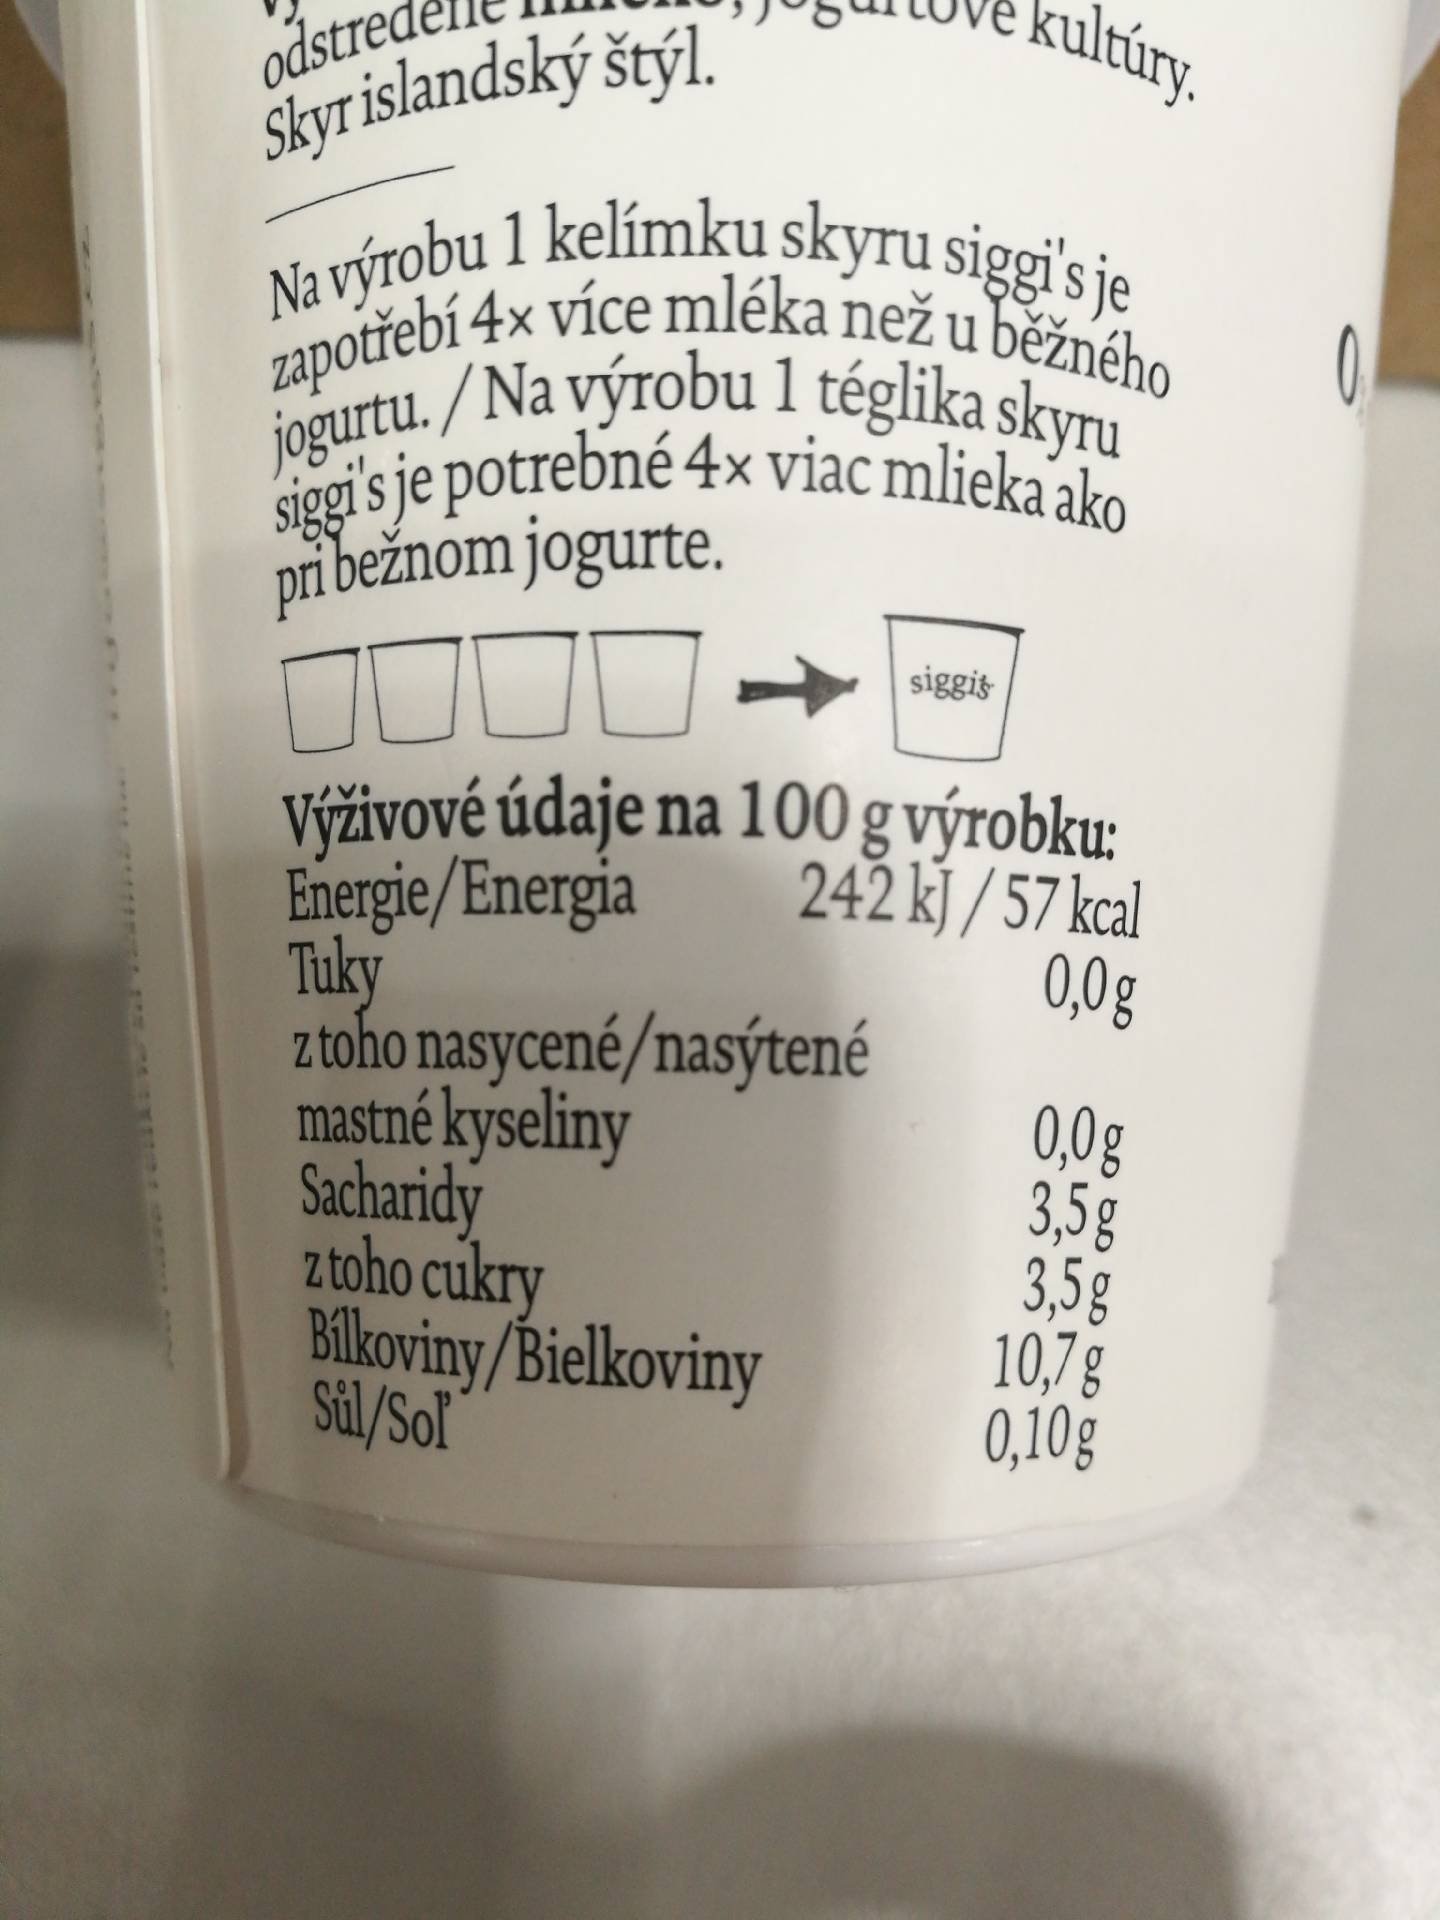 odstredené mlieko, jogurtové kultúry.
Skyr islandský štýl.
Na výrobu 1 kelímku skyru siggi's je
zapotřebí 4x více mléka než u běžného
jogurtu. / Na výrobu 1 téglika skyru
siggi's je potrebné 4x viac mlieka ako
pri bežnom jogurte.
siggi's
Výživové údaje na 100 g výrobku:
Energie/Energia 242 kJ / 57 kcal
Tuky 0,0 g
z toho nasycené/nasýtené
mastné kyseliny 0,0 g
Sacharidy 3,5 g
z toho cukry 3,5 g
Bílkoviny/Bielkoviny 10,7 g
Sůl/Soľ 0,10 g